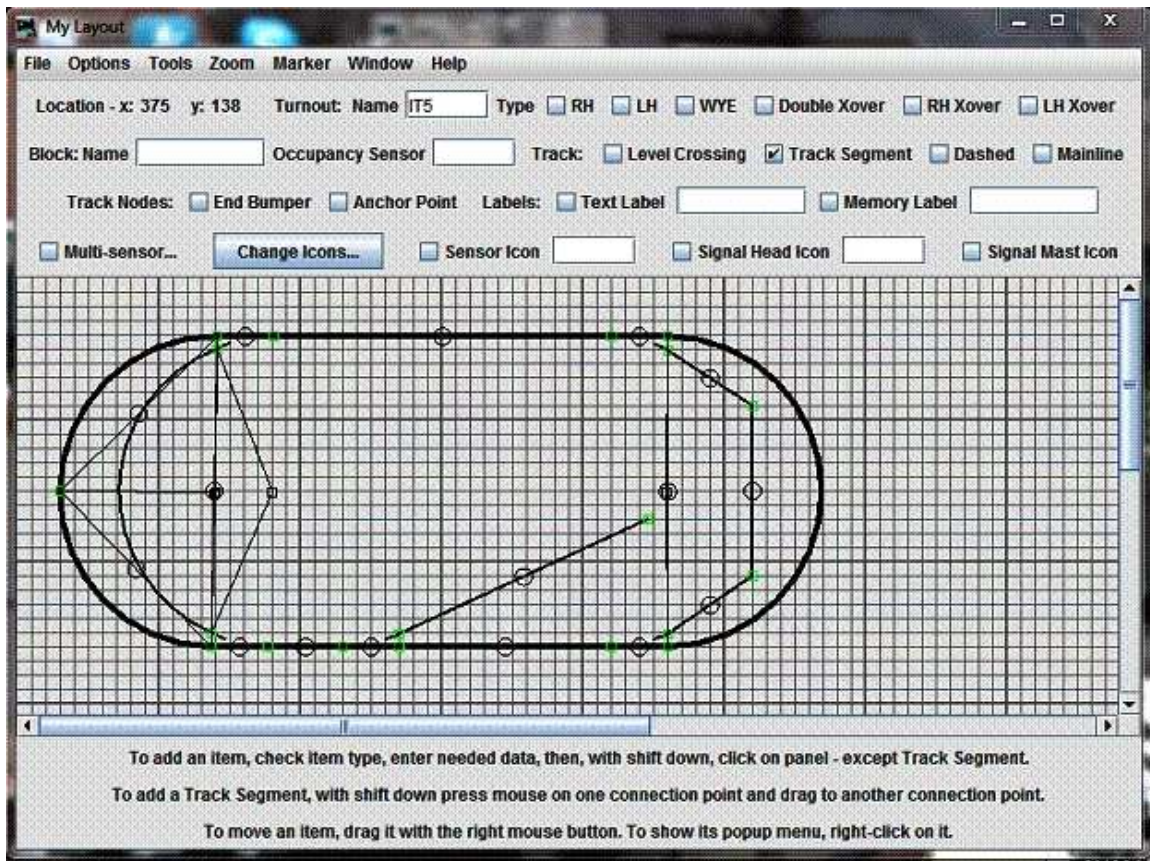 My Layout
File Options Tools Zoom Marker Window Help
Location - x: 375 y: 138 Turnout: Name IT5 Type RH LH WYE Double Xover RH Xover LH Xover
Block: Name Occupancy Sensor Track: Level Crossing Track Segment Dashed Mainline
Track Nodes: End Bumper Anchor Point Labels: Text Label Memory Label
Multi-sensor... Change Icons... Sensor Icon Signal Head Icon Signal Mast Icon
To add an item, check item type, enter needed data, then, with shift down, click on panel - except Track Segment.
To add a Track Segment, with shift down press mouse on one connection point and drag to another connection point.
To move an item, drag it with the right mouse button. To show its popup menu, right-click on it.